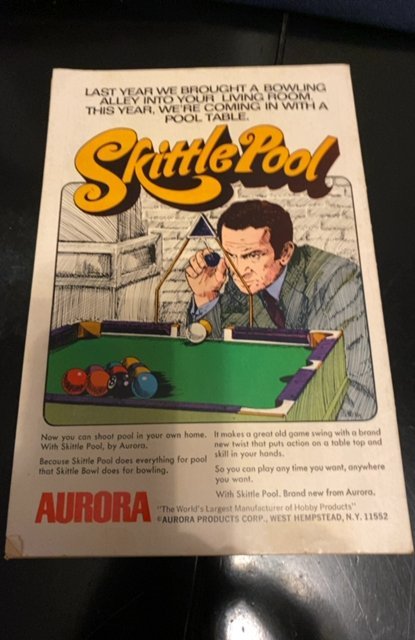 LAST YEAR WE BROUGHT A BOWLING
ALLEY INTO YOUR LIVING ROOM.
THIS YEAR, WE'RE COMING IN WITH A
POOL TABLE.
Skittle Pool
Now you can shoot pool in your own home.
With Skittle Pool, by Aurora.
Because Skittle Pool does everything for pool
that Skittle Bowl does for bowling.
It makes a great old game swing with a brand
new twist that puts action on a table top and
skill in your hands.
So you can play any time you want, anywhere
you want.
With Skittle Pool. Brand new from Aurora.
AURORA
"The World's Largest Manufacturer of Hobby Products"
©AURORA PRODUCTS CORP., WEST HEMPSTEAD, N.Y. 11552